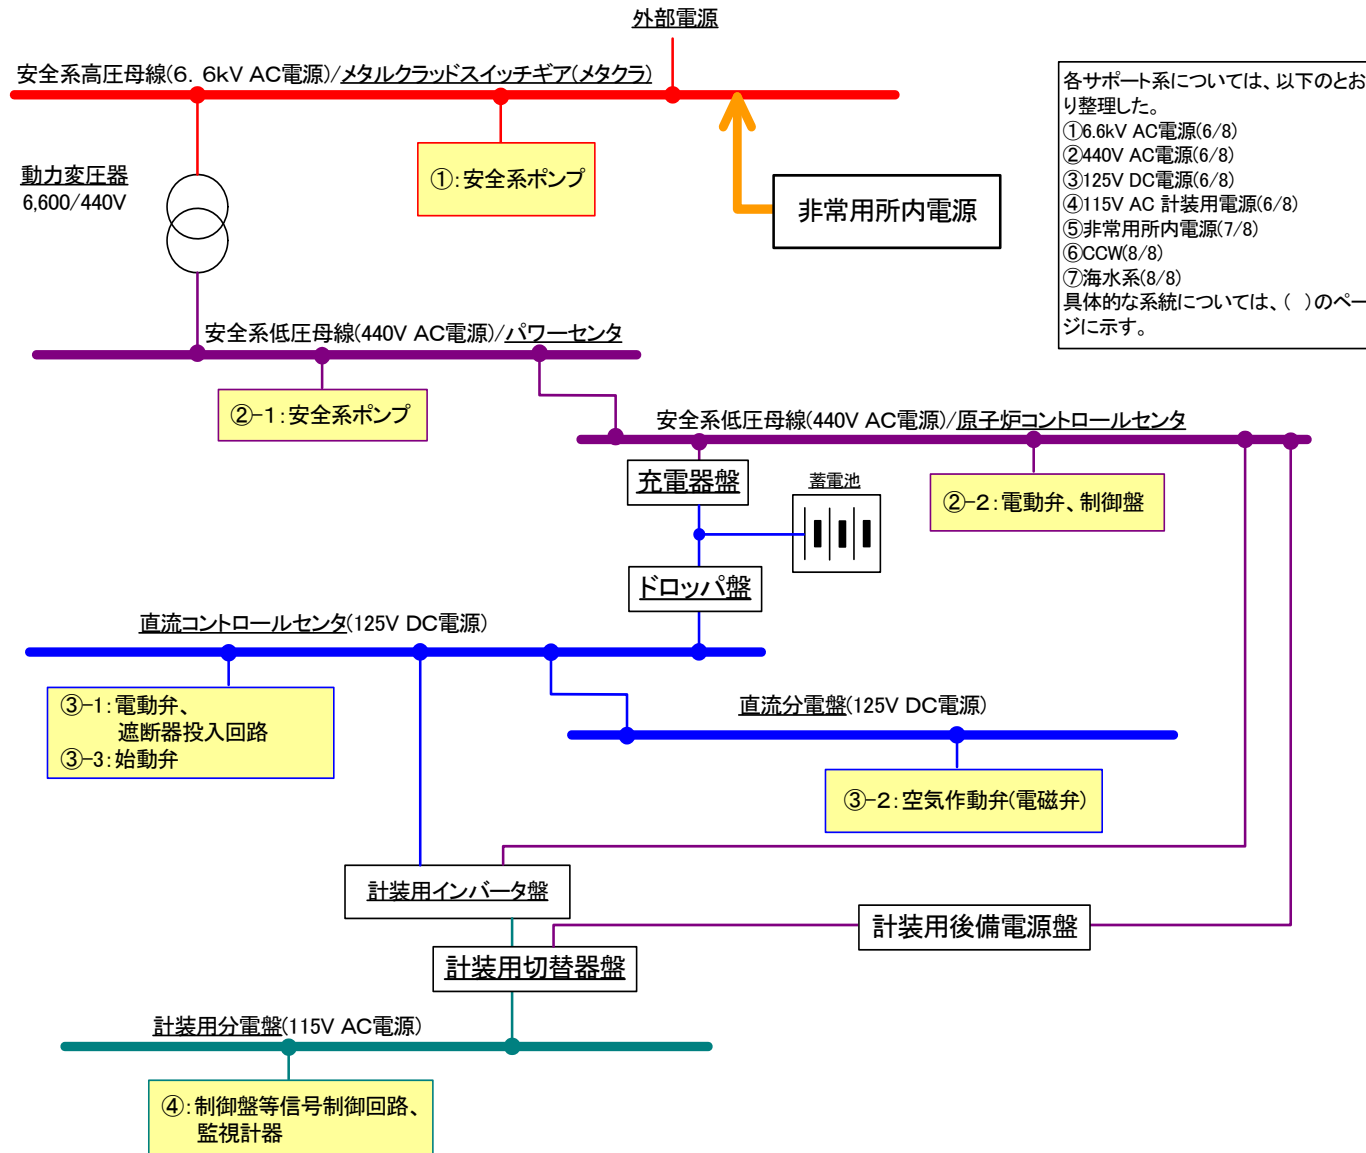 外部電源
安全系高圧母線(6.6kV AC電源)/メタルクラッドスイッチギア(メタクラ)
各サポート系については、以下のとお
り整理した。
①6.6kV AC電源(6/8)
②440V AC電源(6/8)
③125V DC電源(6/8)
④115V AC 計装用電源(6/8)
⑤非常用所内電源(7/8)
⑥CCW(8/8)
⑦海水系(8/8)
具体的な系統については、( )のペー
ジに示す。
動力変圧器
6,600/440V
①:安全系ポンプ
非常用所内電源
安全系低圧母線(440V AC電源)/パワーセンタ
②-1:安全系ポンプ
安全系低圧母線(440V AC電源)/原子炉コントロールセンタ
充電器盤
蓄電池
②-2:電動弁、制御盤
ドロッパ盤
直流コントロールセンタ(125V DC電源)
③-1:電動弁、
遮断器投入回路
③-3:始動弁
直流分電盤(125V DC電源)
③-2:空気作動弁(電磁弁)
計装用インバータ盤
計装用後備電源盤
計装用切替器盤
計装用分電盤(115V AC電源)
④:制御盤等信号制御回路、
監視計器